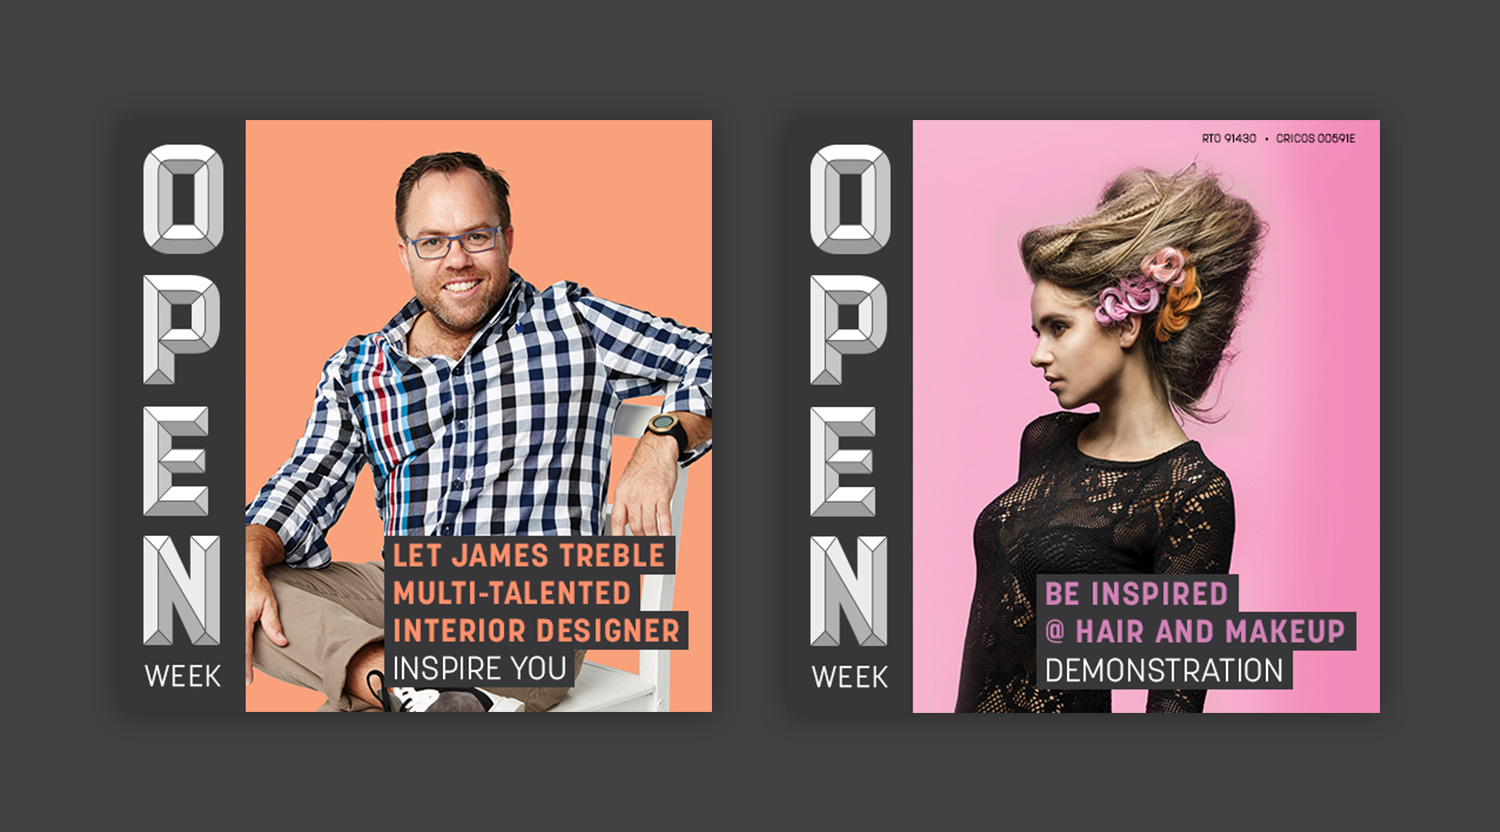 OPEN
WEEK
LET JAMES TREBLE
MULTI-TALENTED
INTERIOR DESIGNER
INSPIRE YOU
OPEN
WEEK
RTO 91430 • CRICOS 00591E
BE INSPIRED
@ HAIR AND MAKEUP
DEMONSTRATION